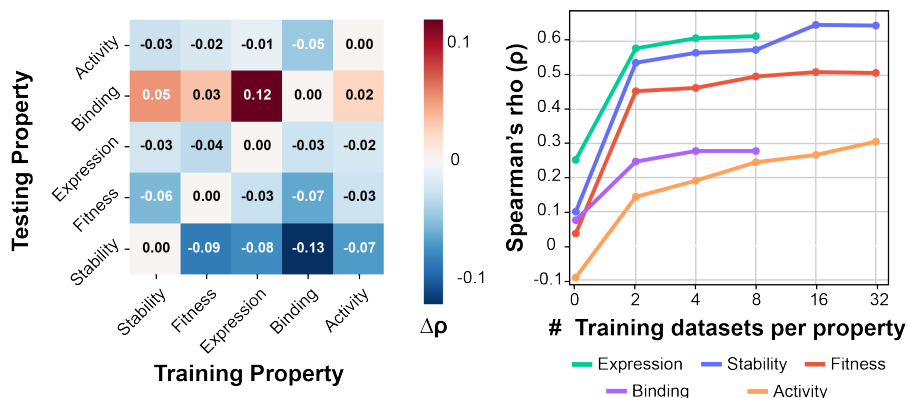 Testing Property
Activity
-0.03 -0.02 -0.01 -0.05 0.00
Binding
0.05 0.03 0.12 0.00 0.02
Expression
-0.03 -0.04 0.00 -0.03 -0.02
Fitness
-0.06 0.00 -0.03 -0.07 -0.03
Stability
0.00 -0.09 -0.08 -0.13 -0.07
Stability Fitness Expression Binding Activity
Training Property
0.1
0
-0.1
Δρ
Spearman's rho (ρ)
0.6
0.5
0.4
0.3
0.2
0.1
0
-0.1
0 2 4 8 16 32
# Training datasets per property
Expression Stability Fitness
Binding Activity